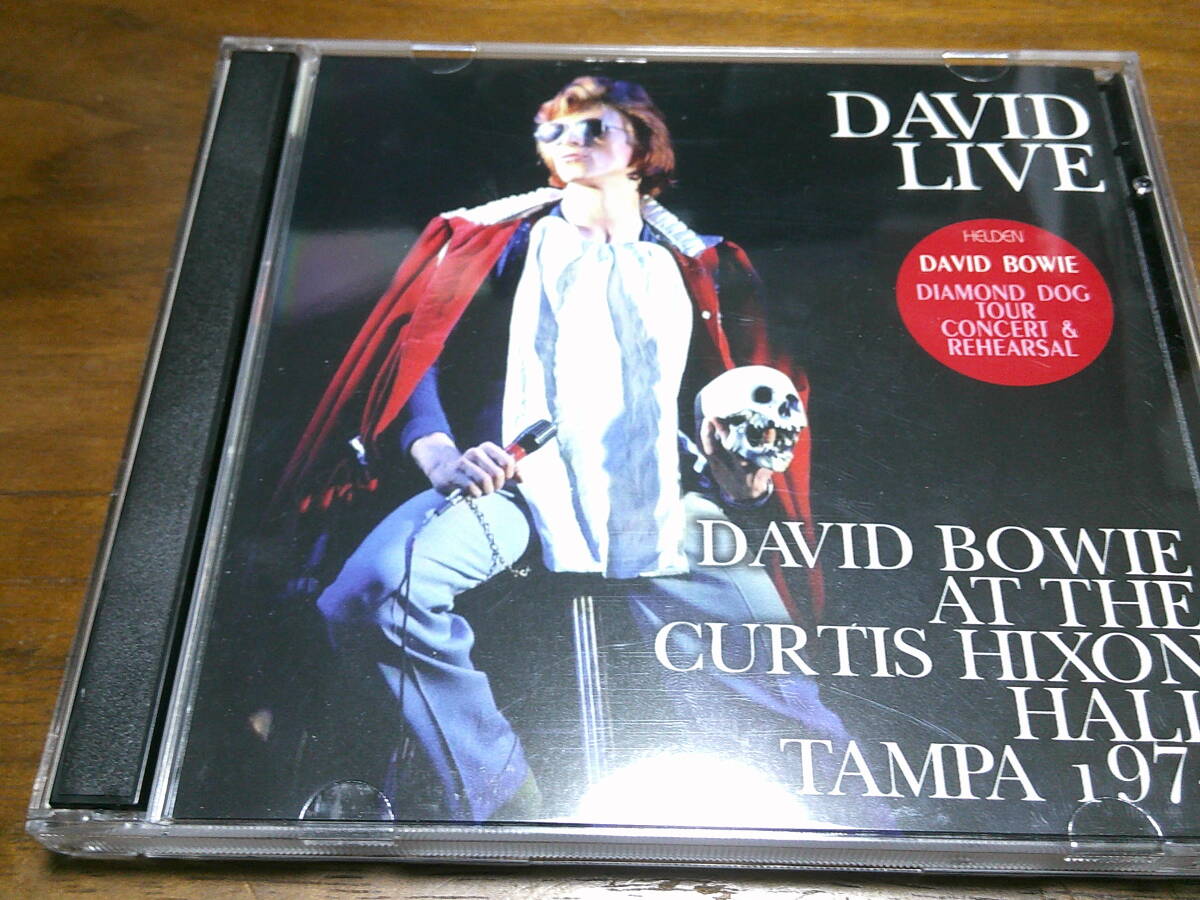 DAVID
LIVE
HELDEN
DAVID BOWIE
DIAMOND DOG
TOUR
CONCERT &
REHEARSAL
DAVID BOWIE
AT THE
CURTIS HIXON
HALL
TAMPA 197